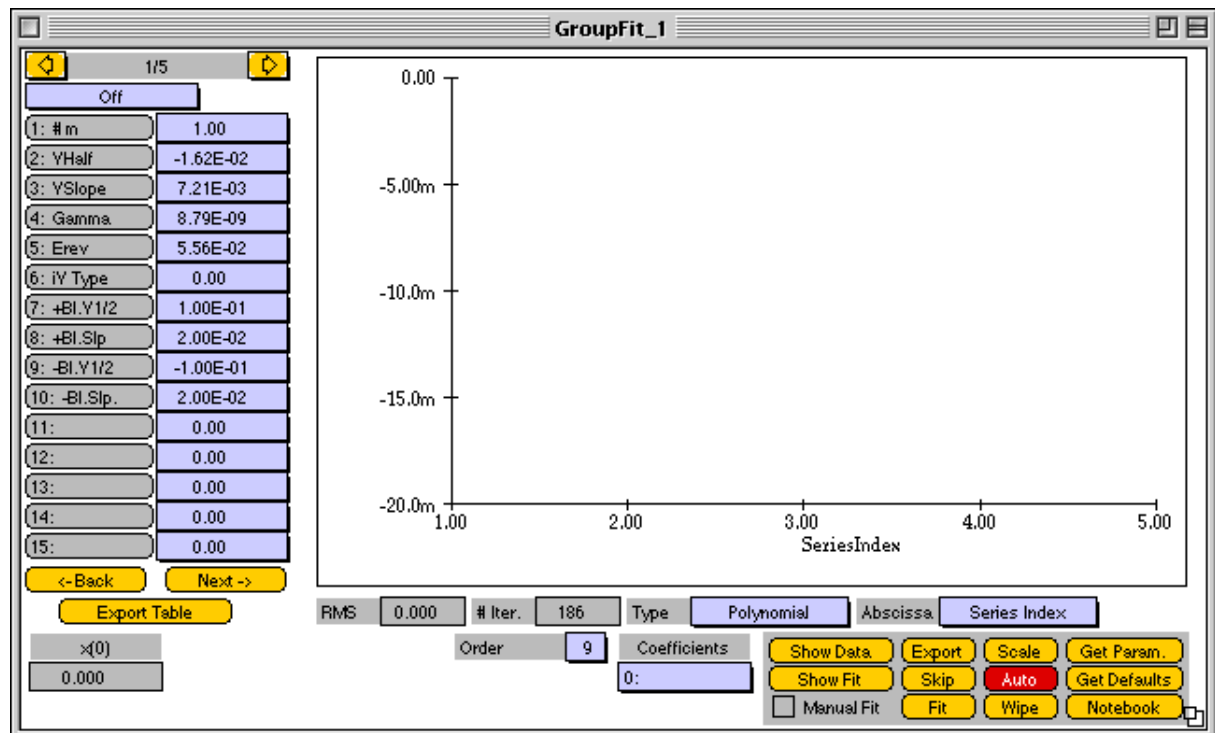 GroupFit_1
1/5
Off
1: #m 1.00
2: VHalf -1.62E-02
3: VSlope 7.21E-03
4: Gamma 8.79E-09
5: Erev 5.56E-02
6: iV Type 0.00
7: +Bl.V1/2 1.00E-01
8: +Bl.Slp 2.00E-02
9: -Bl.V1/2 -1.00E-01
10: -Bl.Slp. 2.00E-02
11: 0.00
12: 0.00
13: 0.00
14: 0.00
15: 0.00
<-Back Next ->
Export Table
x(0)
0.000
0.00
-5.00m
-10.0m
-15.0m
-20.0m
1.00 2.00 3.00 4.00 5.00
SeriesIndex
RMS 0.000 # Iter. 186 Type Polynomial Abscissa Series Index
Order 9 Coefficients
0:
Show Data Export Scale Get Param.
Show Fit Skip Auto Get Defaults
Manual Fit Fit Wipe Notebook